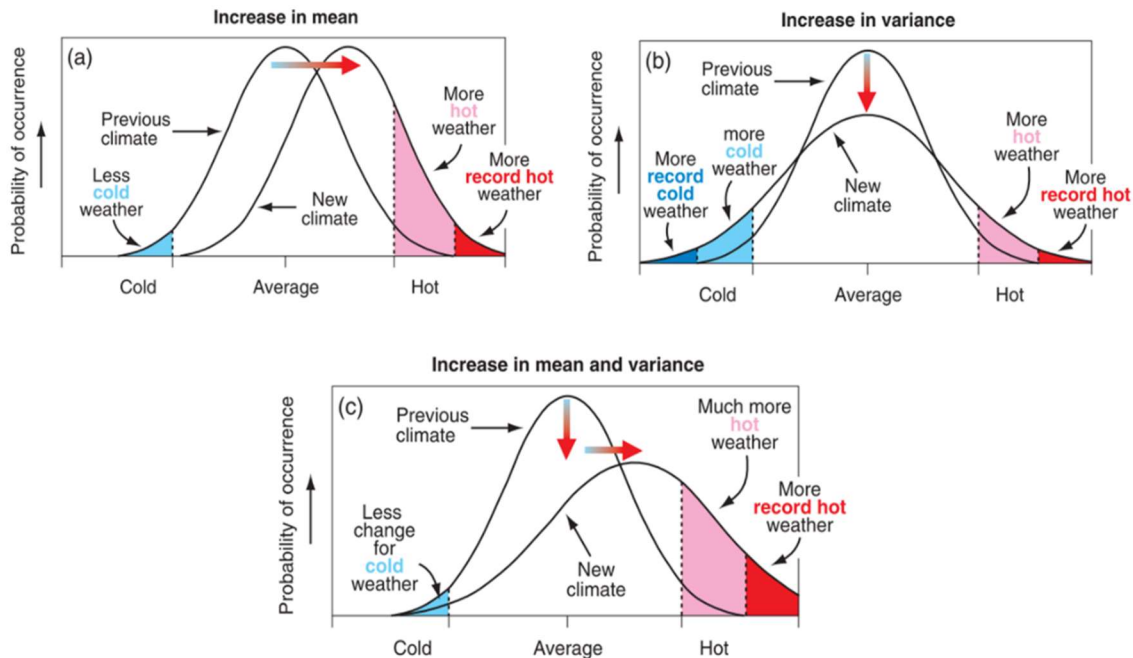 Increase in mean
(a)
Probability of occurrence
Previous
climate
Less
cold
weather
New
climate
More
hot
weather
More
record hot
weather
Cold
Average
Hot
Increase in variance
(b)
Probability of occurrence
Previous
climate
more
cold
weather
More
record
cold
weather
New
climate
More
hot
weather
More
record hot
weather
Cold
Average
Hot
Increase in mean and variance
(c)
Probability of occurrence
Previous
climate
Less
change
for
cold
weather
New
climate
Much more
hot
weather
More
record hot
weather
Cold
Average
Hot